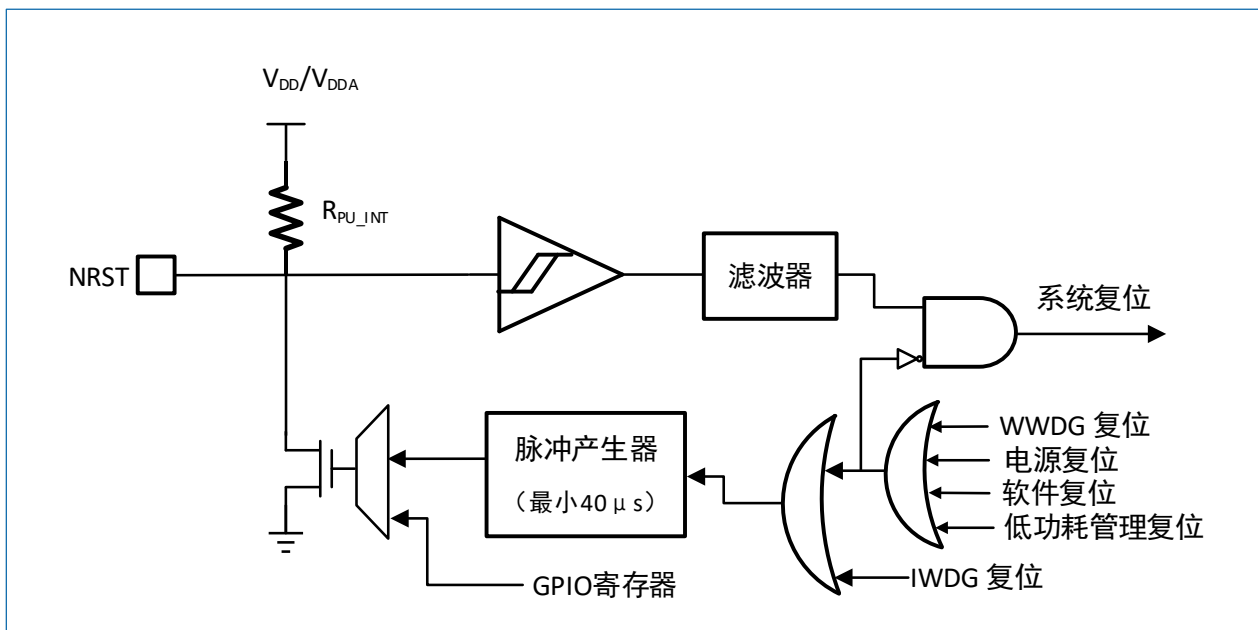 VDD/VDDA
RPU_INT
NRST
滤波器
系统复位
脉冲产生器
（最小40μs）
WWDG 复位
电源复位
软件复位
低功耗管理复位
IWDG 复位
GPIO寄存器